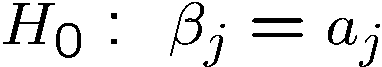 H₀ : βⱼ = aⱼ